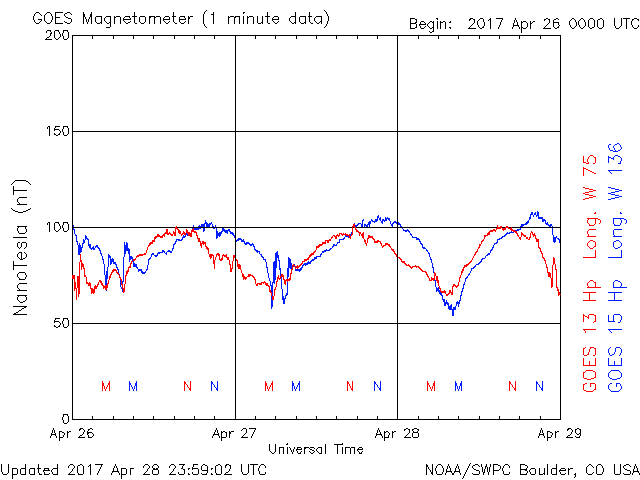 GOES Magnetometer (1 minute data)
Begin: 2017 Apr 26 0000 UTC
200
150
100
50
0
NanoTesla (nT)
M M N N M M N N M M N N
Apr 26 Apr 27 Apr 28 Apr 29
Universal Time
GOES 13 Hp Long. W 75
GOES 15 Hp Long. W 136
Updated 2017 Apr 28 23:59:02 UTC
NOAA/SWPC Boulder, CO USA